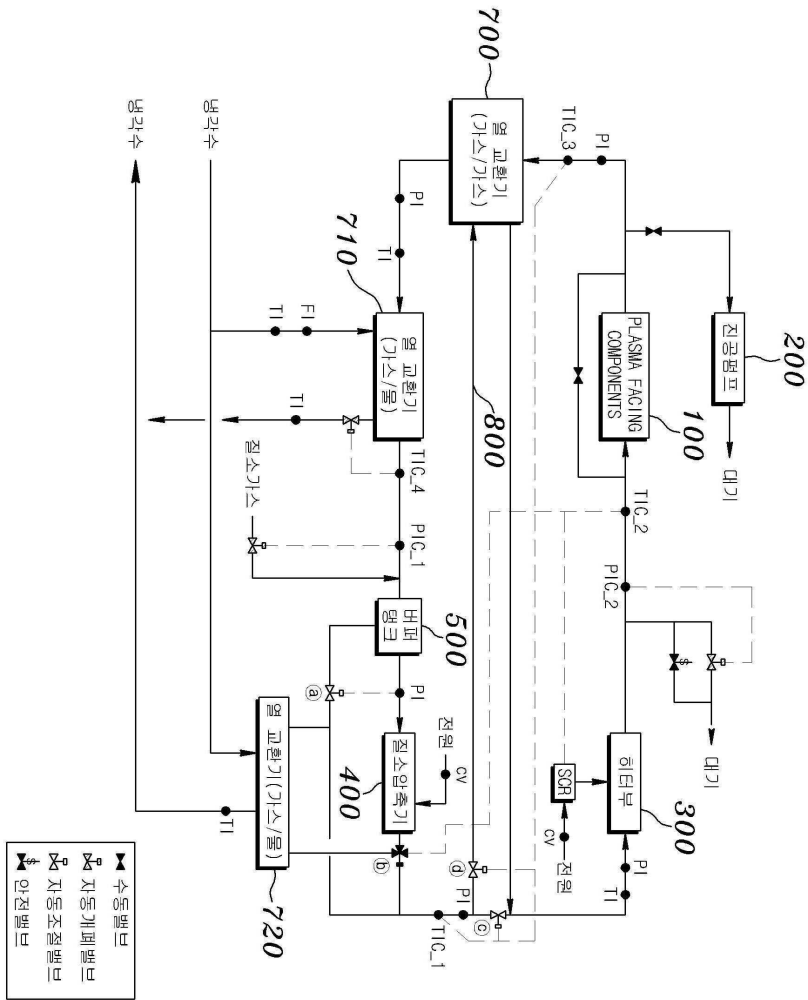 200
진공펌프
대기
대기
PLASMA FACING
COMPONENTS
100
PI
TIC_3
TIC_2
PIC_2
히터부
300
PI
TI
SCR
CV
전원
700
열 교환기
(가스/가스)
800
ⓓ
ⓒ
PI
TIC_1
전원
CV
PI
TI
710
열 교환기
(가스/물)
TIC_4
PIC_1
500
버퍼
탱크
PI
질소압축기
400
ⓑ
ⓐ
FI
TI
TI
질소가스
열 교환기(가스/물)
720
TI
냉각수
냉각수
수동밸브
자동개폐밸브
자동조절밸브
S
안전밸브
S